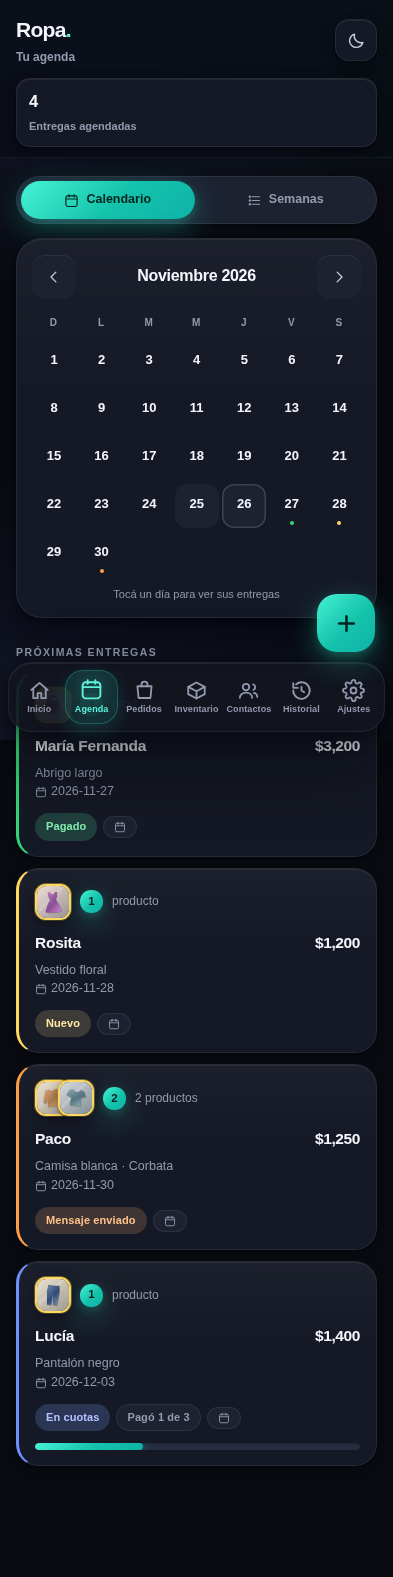 Ropa.
Tu agenda
4
Entregas agendadas
Calendario
Semanas
Noviembre 2026
D L M M J V S
1 2 3 4 5 6 7
8 9 10 11 12 13 14
15 16 17 18 19 20 21
22 23 24 25 26 27 28
29 30
Tocá un día para ver sus entregas
PRÓXIMAS ENTREGAS
Inicio Agenda Pedidos Inventario Contactos Historial Ajustes
María Fernanda $3,200
Abrigo largo
2026-11-27
Pagado
1 producto
Rosita $1,200
Vestido floral
2026-11-28
Nuevo
2 2 productos
Paco $1,250
Camisa blanca · Corbata
2026-11-30
Mensaje enviado
1 producto
Lucía $1,400
Pantalón negro
2026-12-03
En cuotas Pagó 1 de 3